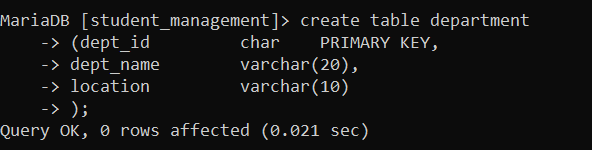 MariaDB [student_management]> create table department
    -> (dept_id         char    PRIMARY KEY,
    -> dept_name        varchar(20),
    -> location         varchar(10)
    -> );
Query OK, 0 rows affected (0.021 sec)